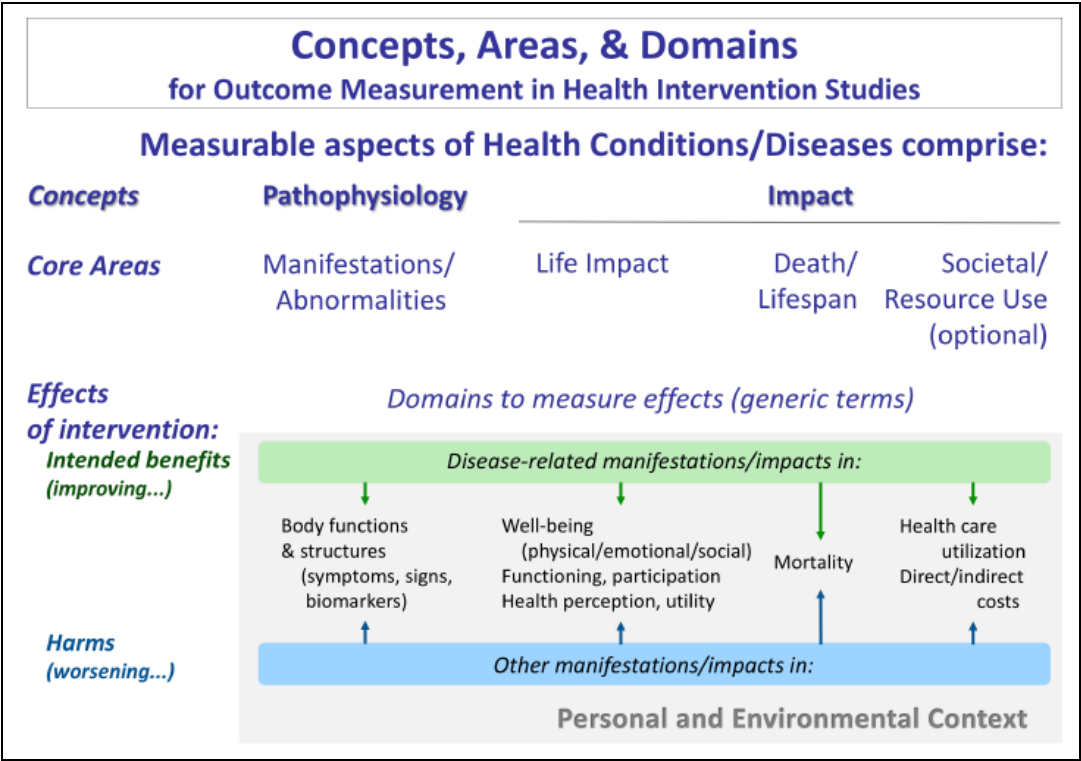 Concepts, Areas, & Domains
for Outcome Measurement in Health Intervention Studies
Measurable aspects of Health Conditions/Diseases comprise:
Concepts
Pathophysiology
Impact
Core Areas
Manifestations/
Abnormalities
Life Impact
Death/
Lifespan
Societal/
Resource Use
(optional)
Effects
of intervention:
Domains to measure effects (generic terms)
Intended benefits
(improving...)
Disease-related manifestations/impacts in:
Body functions
& structures
(symptoms, signs,
biomarkers)
Well-being
(physical/emotional/social)
Functioning, participation
Health perception, utility
Mortality
Health care
utilization
Direct/indirect
costs
Harms
(worsening...)
Other manifestations/impacts in:
Personal and Environmental Context